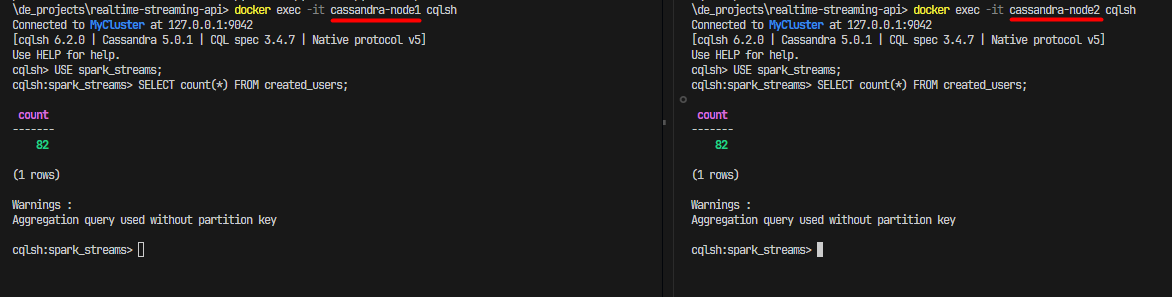 \de_projects\realtime-streaming-api> docker exec -it cassandra-node1 cqlsh
Connected to MyCluster at 127.0.0.1:9042
[cqlsh 6.2.0 | Cassandra 5.0.1 | CQL spec 3.4.7 | Native protocol v5]
Use HELP for help.
cqlsh> USE spark_streams;
cqlsh:spark_streams> SELECT count(*) FROM created_users;
count
-------
82
(1 rows)
Warnings :
Aggregation query used without partition key
cqlsh:spark_streams>
\de_projects\realtime-streaming-api> docker exec -it cassandra-node2 cqlsh
Connected to MyCluster at 127.0.0.1:9042
[cqlsh 6.2.0 | Cassandra 5.0.1 | CQL spec 3.4.7 | Native protocol v5]
Use HELP for help.
cqlsh> USE spark_streams;
cqlsh:spark_streams> SELECT count(*) FROM created_users;
count
-------
82
(1 rows)
Warnings :
Aggregation query used without partition key
cqlsh:spark_streams>